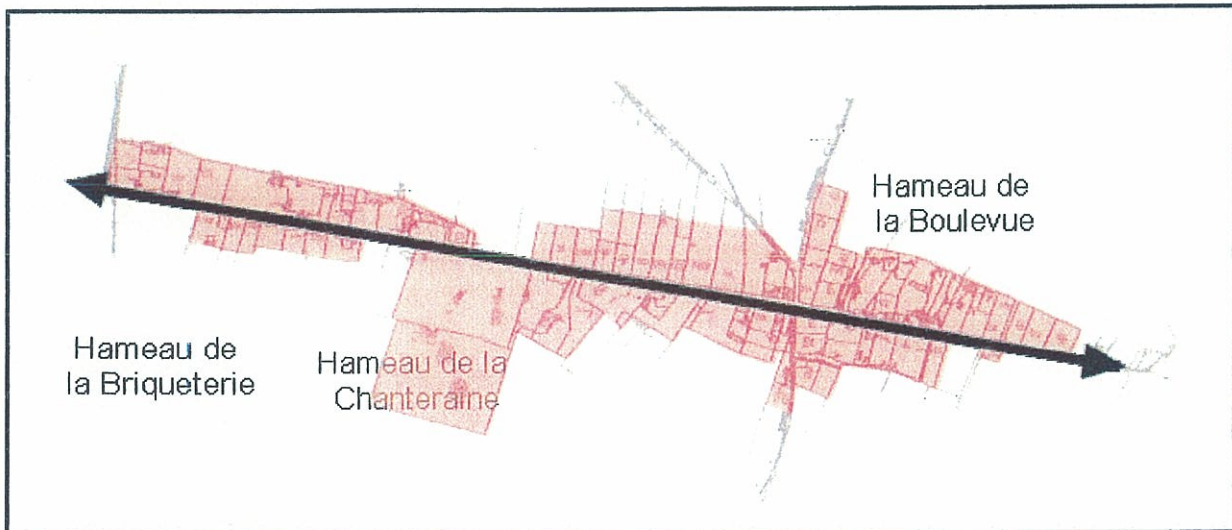 Hameau de
la Briqueterie
Hameau de la
Chanteraine
Hameau de
la Boulevue